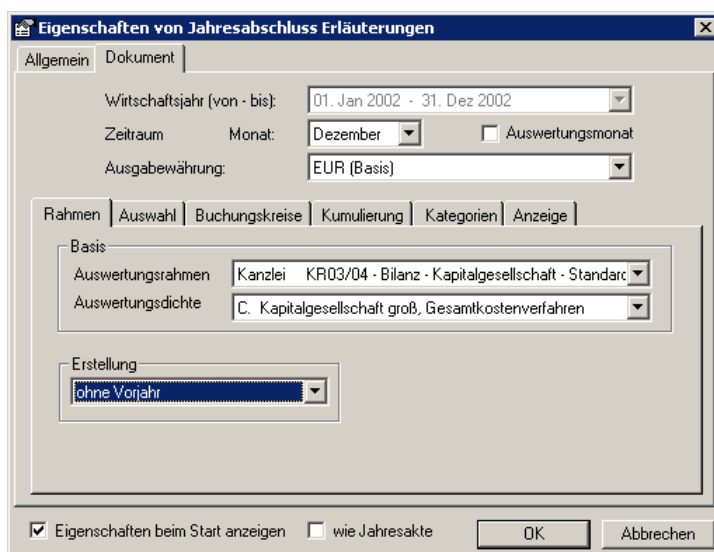 Eigenschaften von Jahresabschluss Erläuterungen
Allgemein Dokument
Wirtschaftsjahr (von - bis): 01. Jan 2002 - 31. Dez 2002
Zeitraum Monat: Dezember Auswertungsmonat
Ausgabewährung: EUR (Basis)
Rahmen Auswahl Buchungskreise Kumulierung Kategorien Anzeige
Basis
Auswertungsrahmen Kanzlei KR03/04 - Bilanz - Kapitalgesellschaft - Standarc
Auswertungsdichte C. Kapitalgesellschaft groß, Gesamtkostenverfahren
Erstellung
ohne Vorjahr
Eigenschaften beim Start anzeigen wie Jahresakte OK Abbrechen